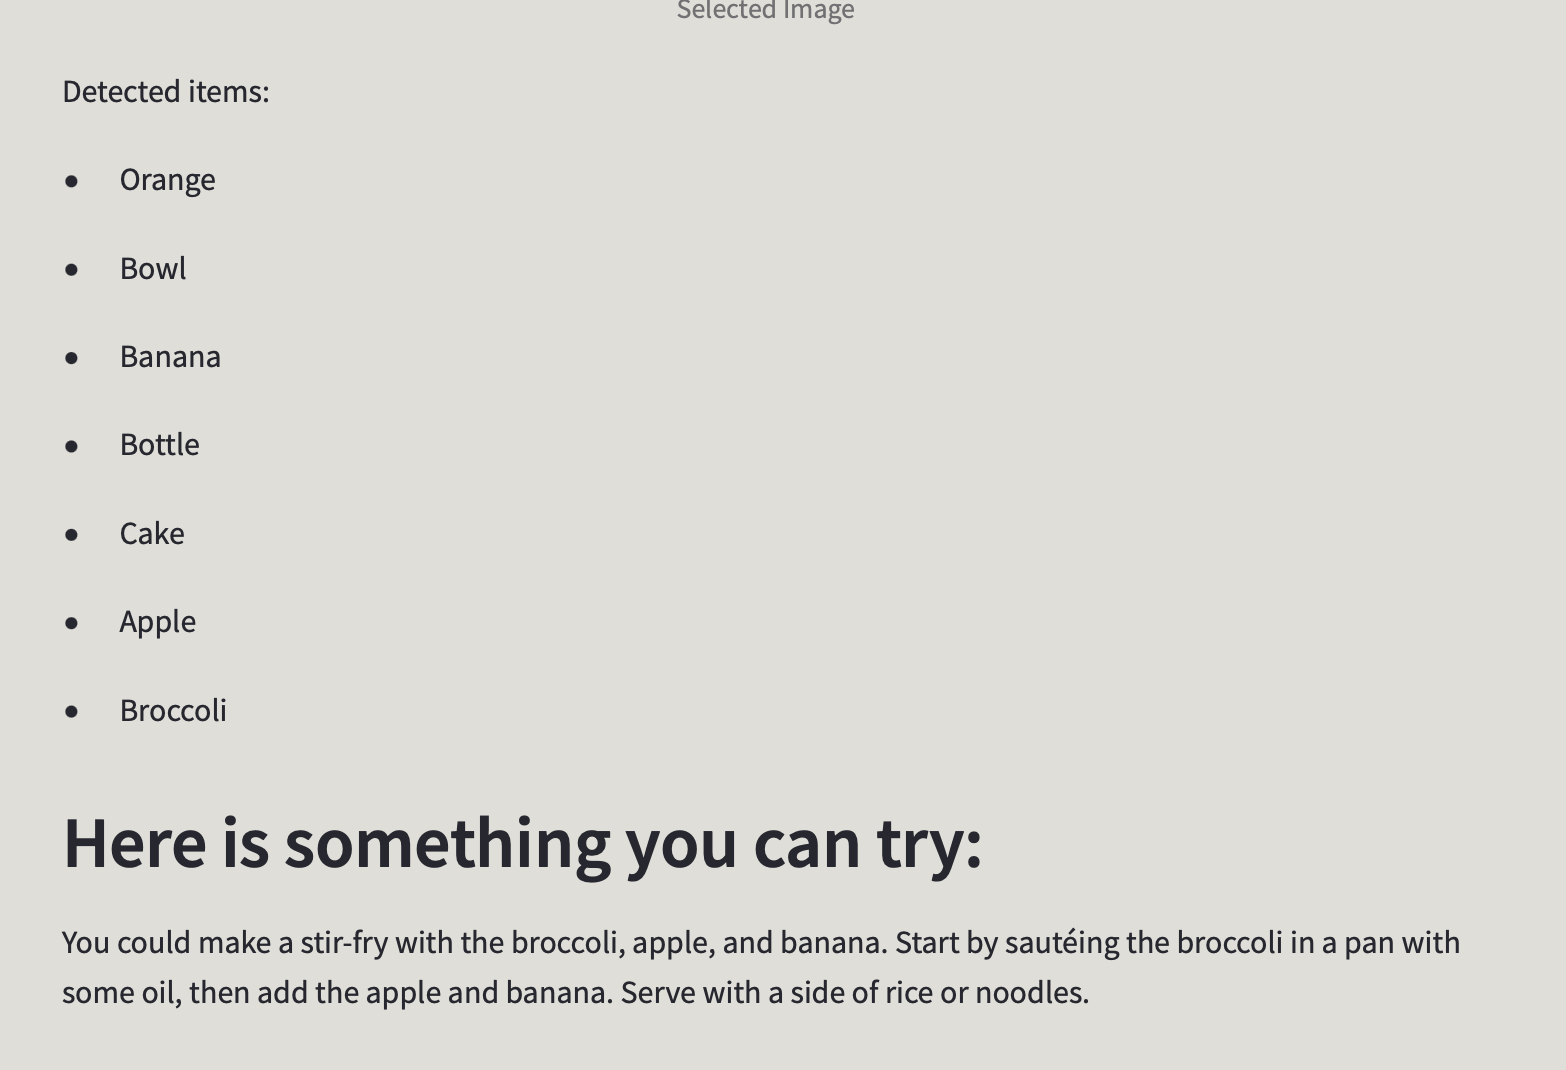 Selected Image
Detected items:
• Orange
• Bowl
• Banana
• Bottle
• Cake
• Apple
• Broccoli
Here is something you can try:
You could make a stir-fry with the broccoli, apple, and banana. Start by sautéing the broccoli in a pan with
some oil, then add the apple and banana. Serve with a side of rice or noodles.